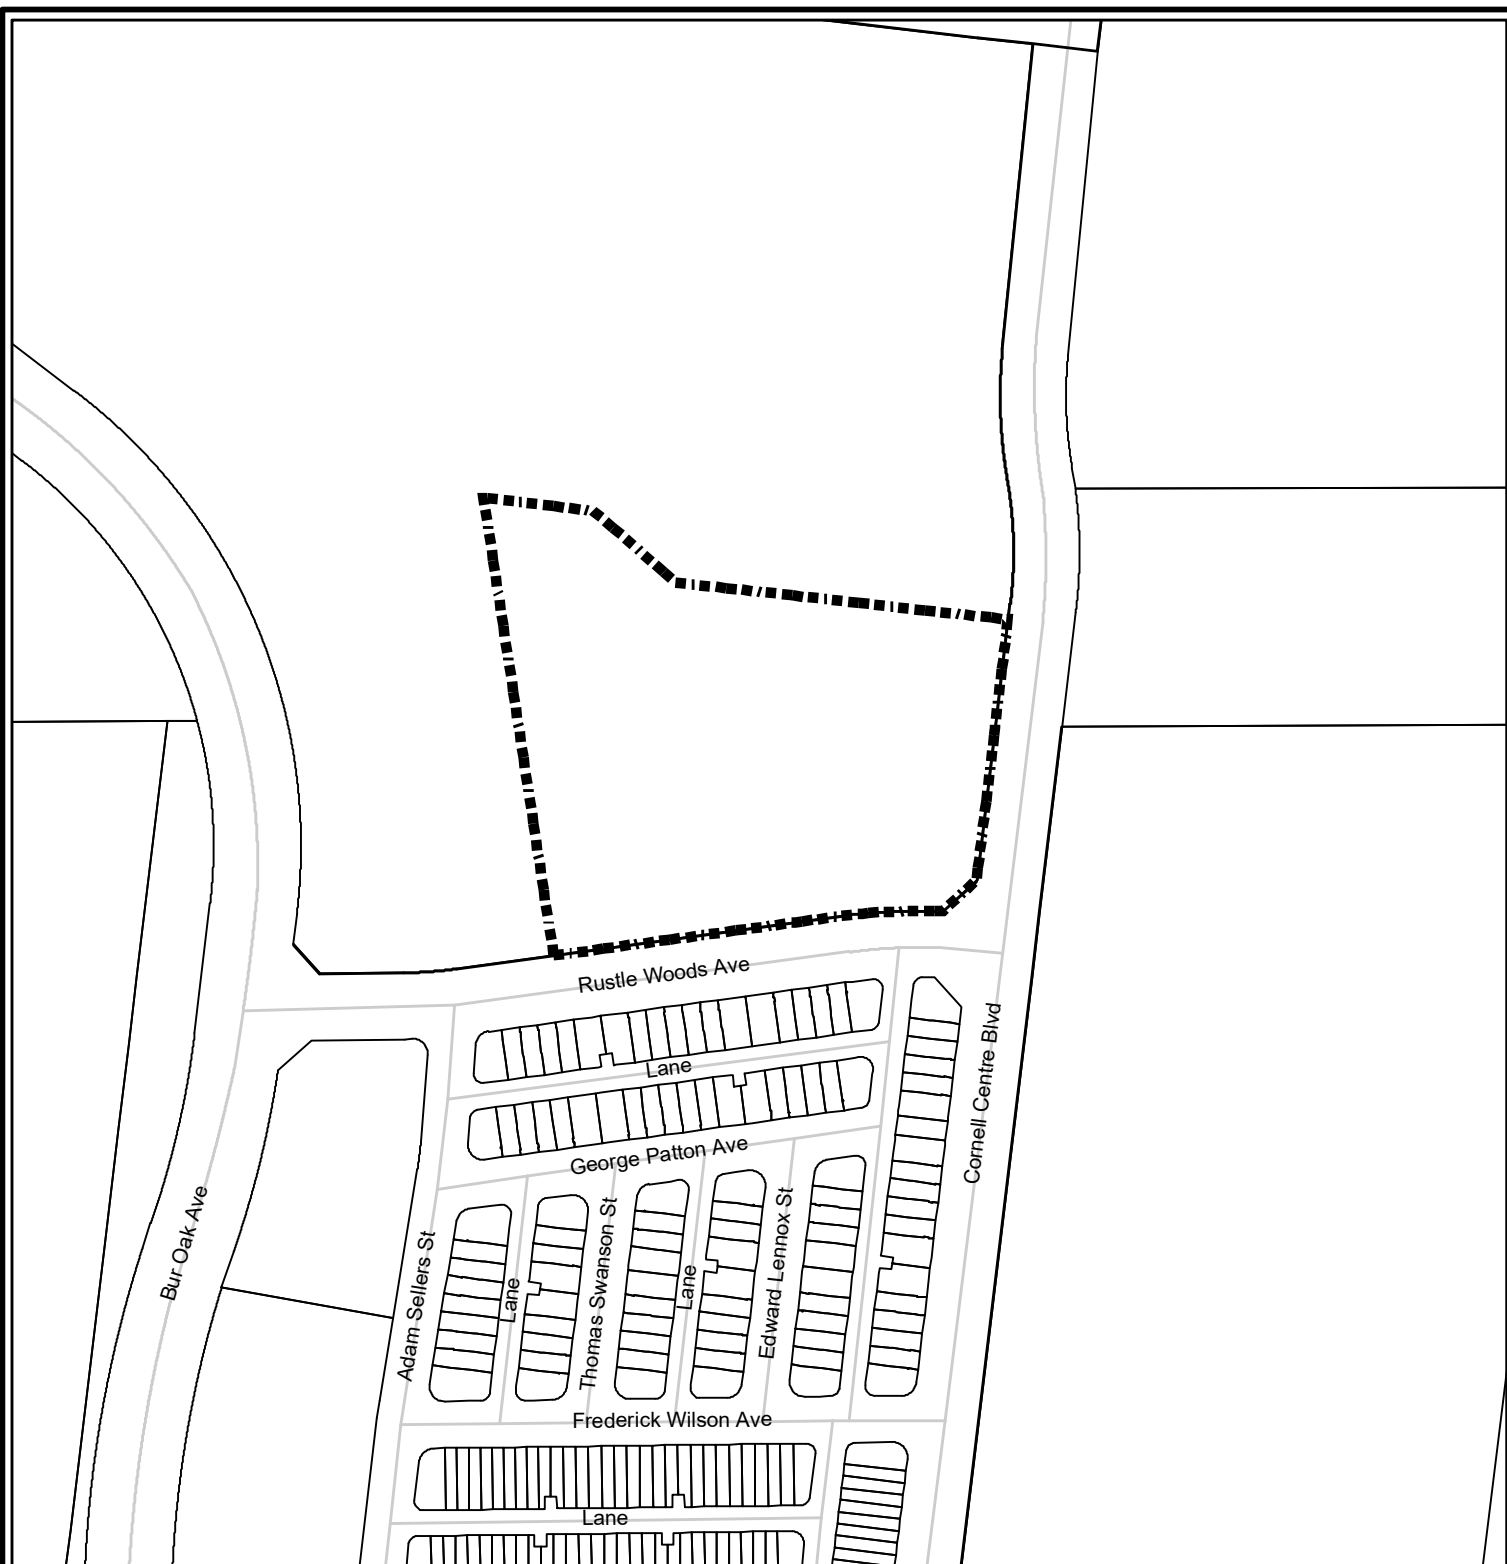 Rustle Woods Ave
Lane
Cornell Centre Blvd
George Patton Ave
Bur Oak Ave
Adam Sellers St
Lane
Thomas Swanson St
Lane
Edward Lennox St
Frederick Wilson Ave
Lane